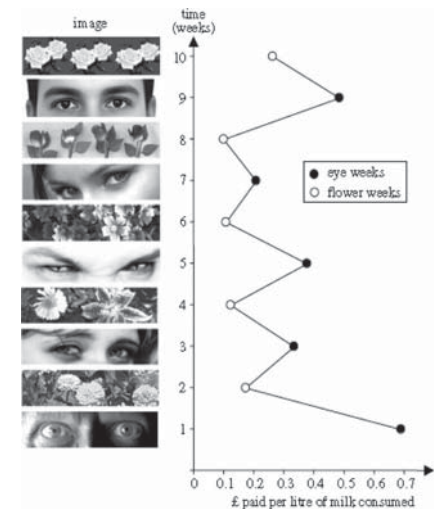 image
time
(weeks)
10
9
8
7
6
5
4
3
2
1
eye weeks
flower weeks
0 0.1 0.2 0.3 0.4 0.5 0.6 0.7
£ paid per litre of milk consumed